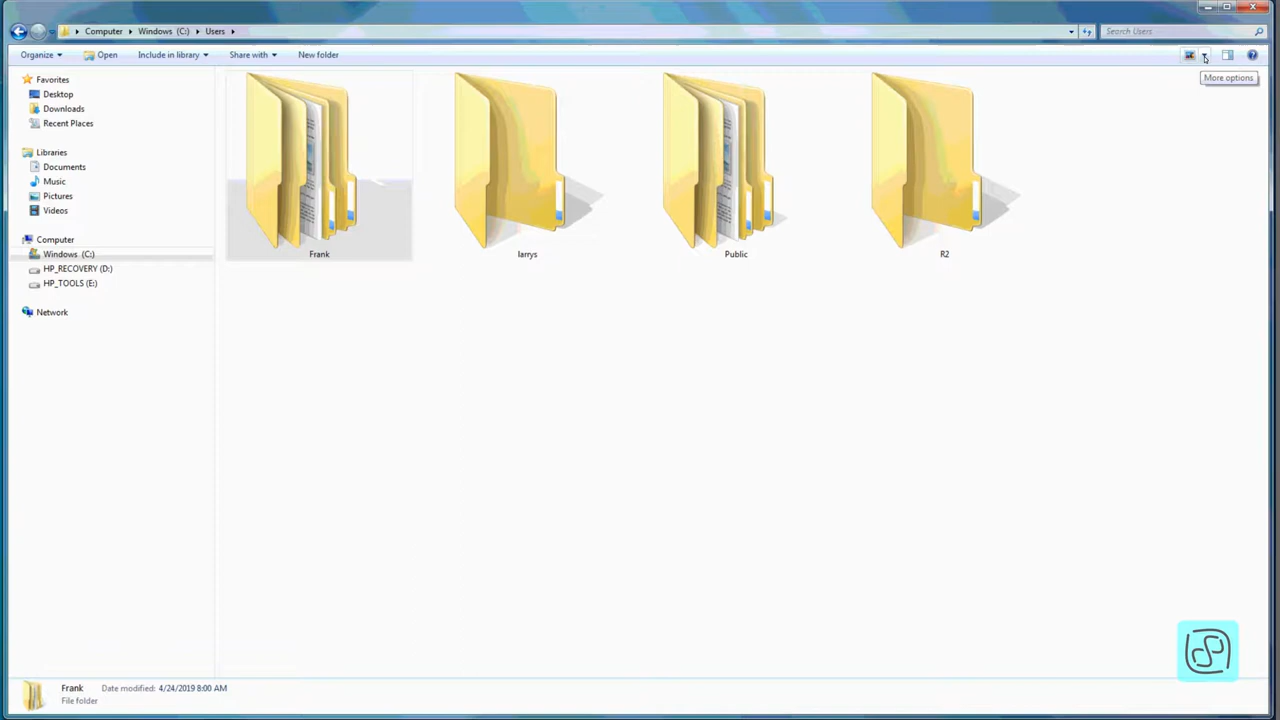 Computer Windows (C:) Users
Search Users
Organize Open Include in library Share with New folder
More options
Favorites
Desktop
Downloads
Recent Places
Libraries
Documents
Music
Pictures
Videos
Computer
Windows (C:)
HP_RECOVERY (D:)
HP_TOOLS (E:)
Network
Frank larrys Public R2
Frank Date modified: 4/24/2019 8:00 AM
File folder